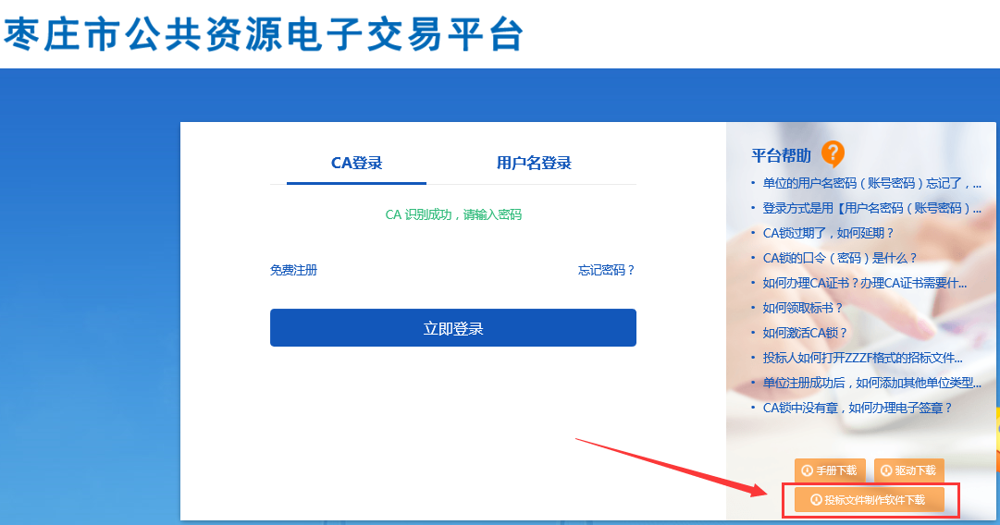 枣庄市公共资源电子交易平台
CA登录
用户名登录
CA 识别成功，请输入密码
免费注册
忘记密码？
立即登录
平台帮助
?
• 单位的用户名密码（账号密码）忘记了，...
• 登录方式是用【用户名密码（账号密码）...
• CA锁过期了，如何延期？
• CA锁的口令（密码）是什么？
• 如何办理CA证书？办理CA证书需要什...
• 如何领取标书？
• 如何激活CA锁？
• 投标人如何打开ZZZF格式的招标文件...
• 单位注册成功后，如何添加其他单位类型...
• CA锁中没有章，如何办理电子签章？
手册下载
驱动下载
投标文件制作软件下载